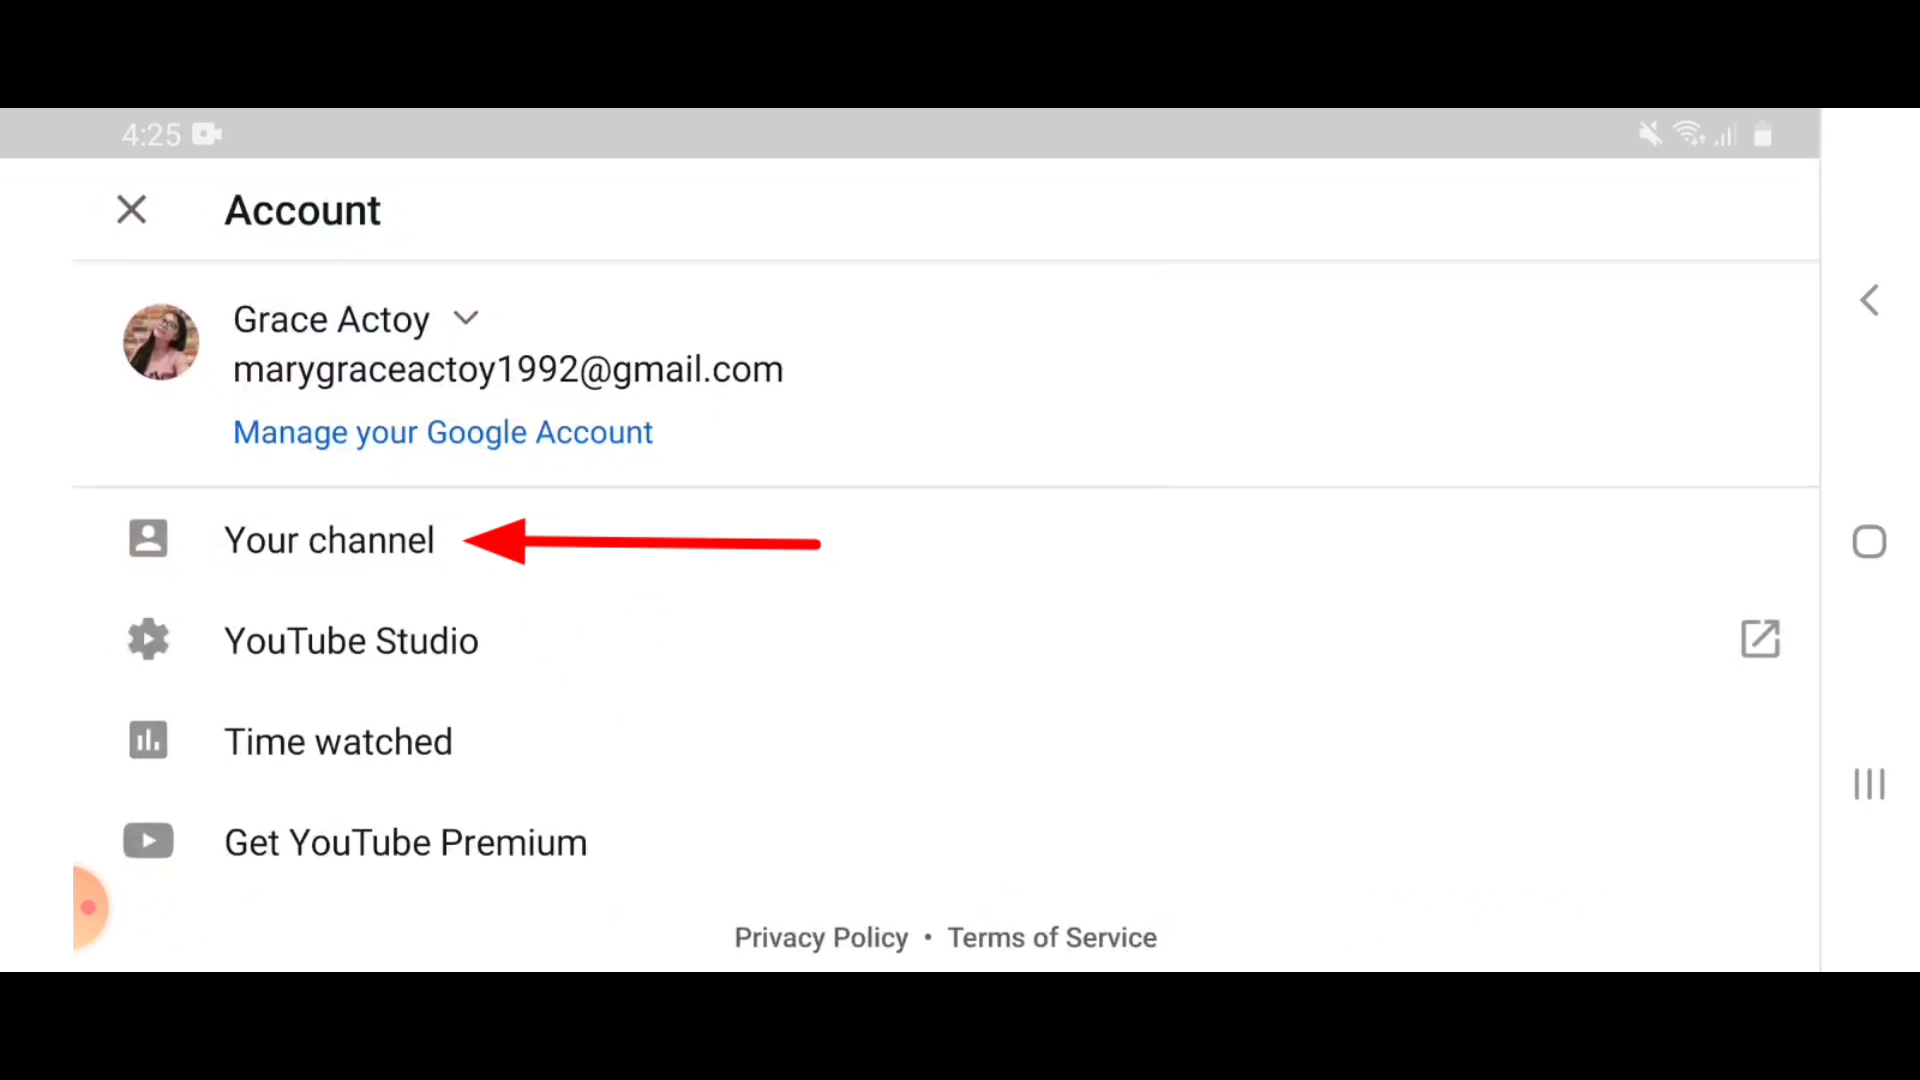 4:25
Account
Grace Actoy
marygraceactoy1992@gmail.com
Manage your Google Account
Your channel
YouTube Studio
Time watched
Get YouTube Premium
Privacy Policy • Terms of Service